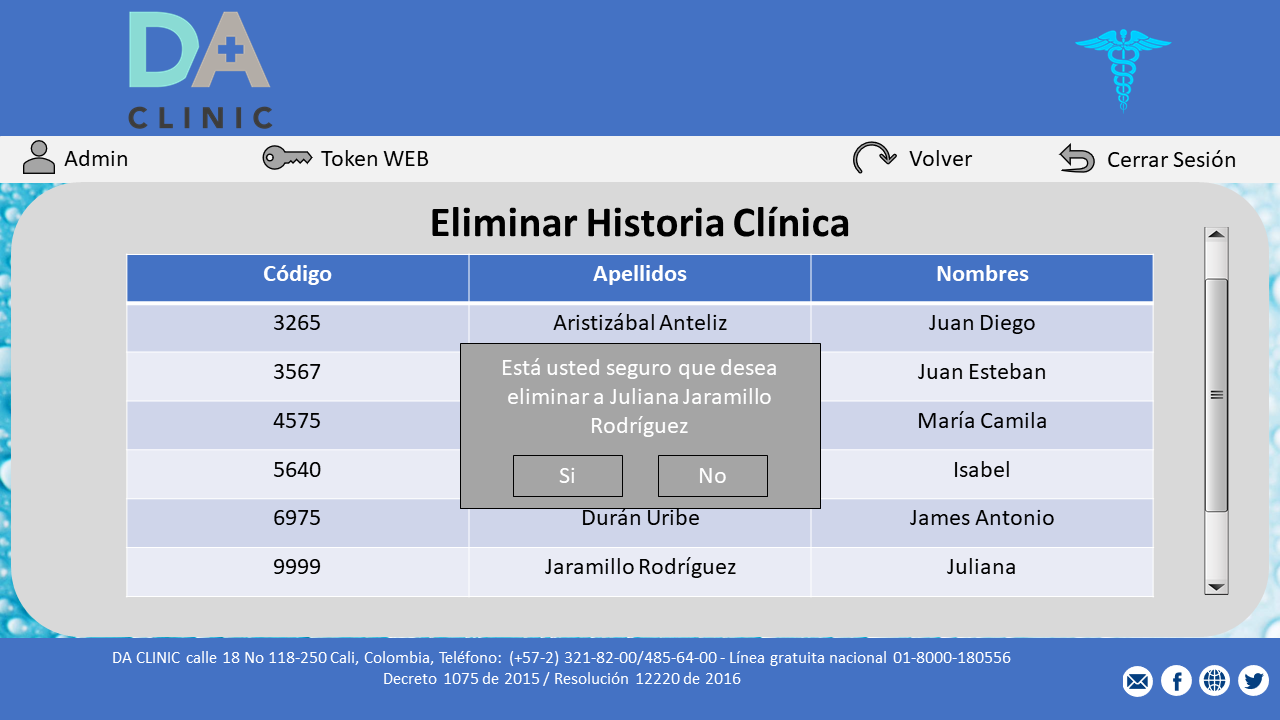 DA
CLINIC
Admin
Token WEB
Volver
Cerrar Sesión
Eliminar Historia Clínica
Código Apellidos Nombres
3265 Aristizábal Anteliz Juan Diego
3567 Juan Esteban
4575 María Camila
5640 Isabel
6975 Durán Uribe James Antonio
9999 Jaramillo Rodríguez Juliana
Está usted seguro que desea
eliminar a Juliana Jaramillo
Rodríguez
Si No
DA CLINIC calle 18 No 118-250 Cali, Colombia, Teléfono: (+57-2) 321-82-00/485-64-00 - Línea gratuita nacional 01-8000-180556
Decreto 1075 de 2015 / Resolución 12220 de 2016